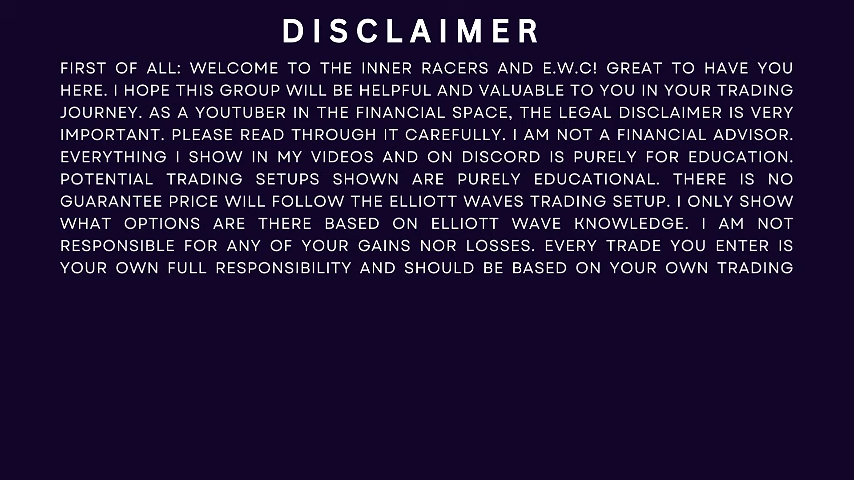 DISCLAIMER
FIRST OF ALL: WELCOME TO THE INNER RACERS AND E.W.C! GREAT TO HAVE YOU
HERE. I HOPE THIS GROUP WILL BE HELPFUL AND VALUABLE TO YOU IN YOUR TRADING
JOURNEY. AS A YOUTUBER IN THE FINANCIAL SPACE, THE LEGAL DISCLAIMER IS VERY
IMPORTANT. PLEASE READ THROUGH IT CAREFULLY. I AM NOT A FINANCIAL ADVISOR.
EVERYTHING I SHOW IN MY VIDEOS AND ON DISCORD IS PURELY FOR EDUCATION.
POTENTIAL TRADING SETUPS SHOWN ARE PURELY EDUCATIONAL. THERE IS NO
GUARANTEE PRICE WILL FOLLOW THE ELLIOTT WAVES TRADING SETUP. I ONLY SHOW
WHAT OPTIONS ARE THERE BASED ON ELLIOTT WAVE KNOWLEDGE. I AM NOT
RESPONSIBLE FOR ANY OF YOUR GAINS NOR LOSSES. EVERY TRADE YOU ENTER IS
YOUR OWN FULL RESPONSIBILITY AND SHOULD BE BASED ON YOUR OWN TRADING